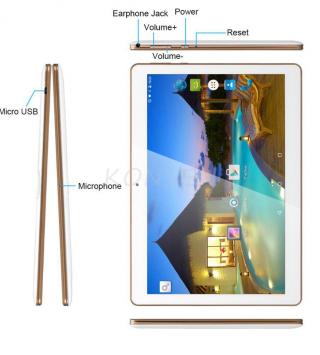 Earphone Jack
Power
Volume+
Reset
Volume-
Micro USB
Microphone